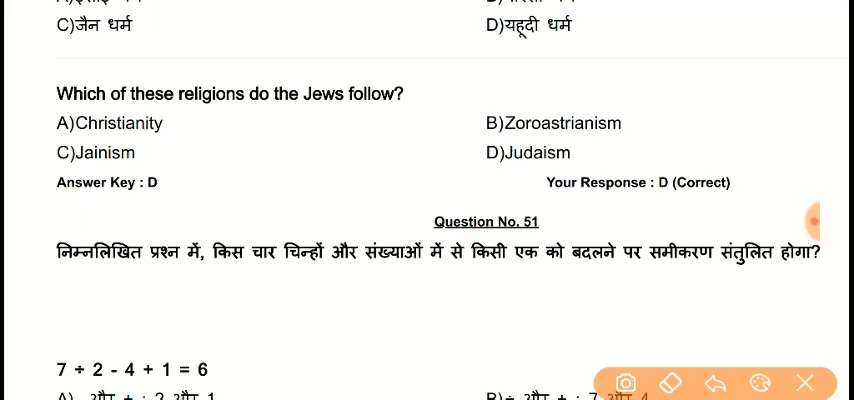 C)जैन धर्म D)यहूदी धर्म
Which of these religions do the Jews follow?
A)Christianity B)Zoroastrianism
C)Jainism D)Judaism
Answer Key : D Your Response : D (Correct)
Question No. 51
निम्नलिखित प्रश्न में, किस चार चिन्हों और संख्याओं में से किसी एक को बदलने पर समीकरण संतुलित होगा?
7 ÷ 2 - 4 + 1 = 6